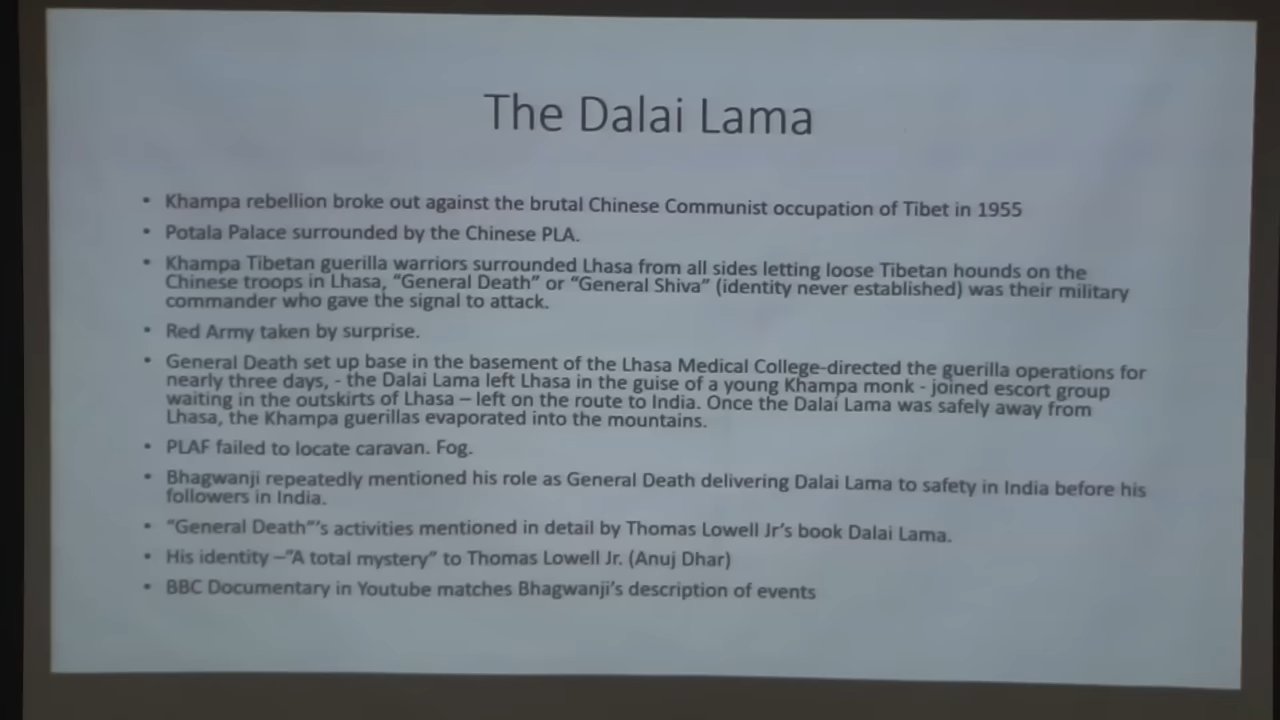 The Dalai Lama
• Khampa rebellion broke out against the brutal Chinese Communist occupation of Tibet in 1955
• Potala Palace surrounded by the Chinese PLA.
• Khampa Tibetan guerilla warriors surrounded Lhasa from all sides letting loose Tibetan hounds on the
Chinese troops in Lhasa, “General Death” or “General Shiva” (identity never established) was their military
commander who gave the signal to attack.
• Red Army taken by surprise.
• General Death set up base in the basement of the Lhasa Medical College-directed the guerilla operations for
nearly three days, - the Dalai Lama left Lhasa in the guise of a young Khampa monk - joined escort group
waiting in the outskirts of Lhasa – left on the route to India. Once the Dalai Lama was safely away from
Lhasa, the Khampa guerillas evaporated into the mountains.
• PLAF failed to locate caravan. Fog.
• Bhagwanji repeatedly mentioned his role as General Death delivering Dalai Lama to safety in India before his
followers in India.
• “General Death”’s activities mentioned in detail by Thomas Lowell Jr’s book Dalai Lama.
• His identity –“A total mystery” to Thomas Lowell Jr. (Anuj Dhar)
• BBC Documentary in Youtube matches Bhagwanji’s description of events